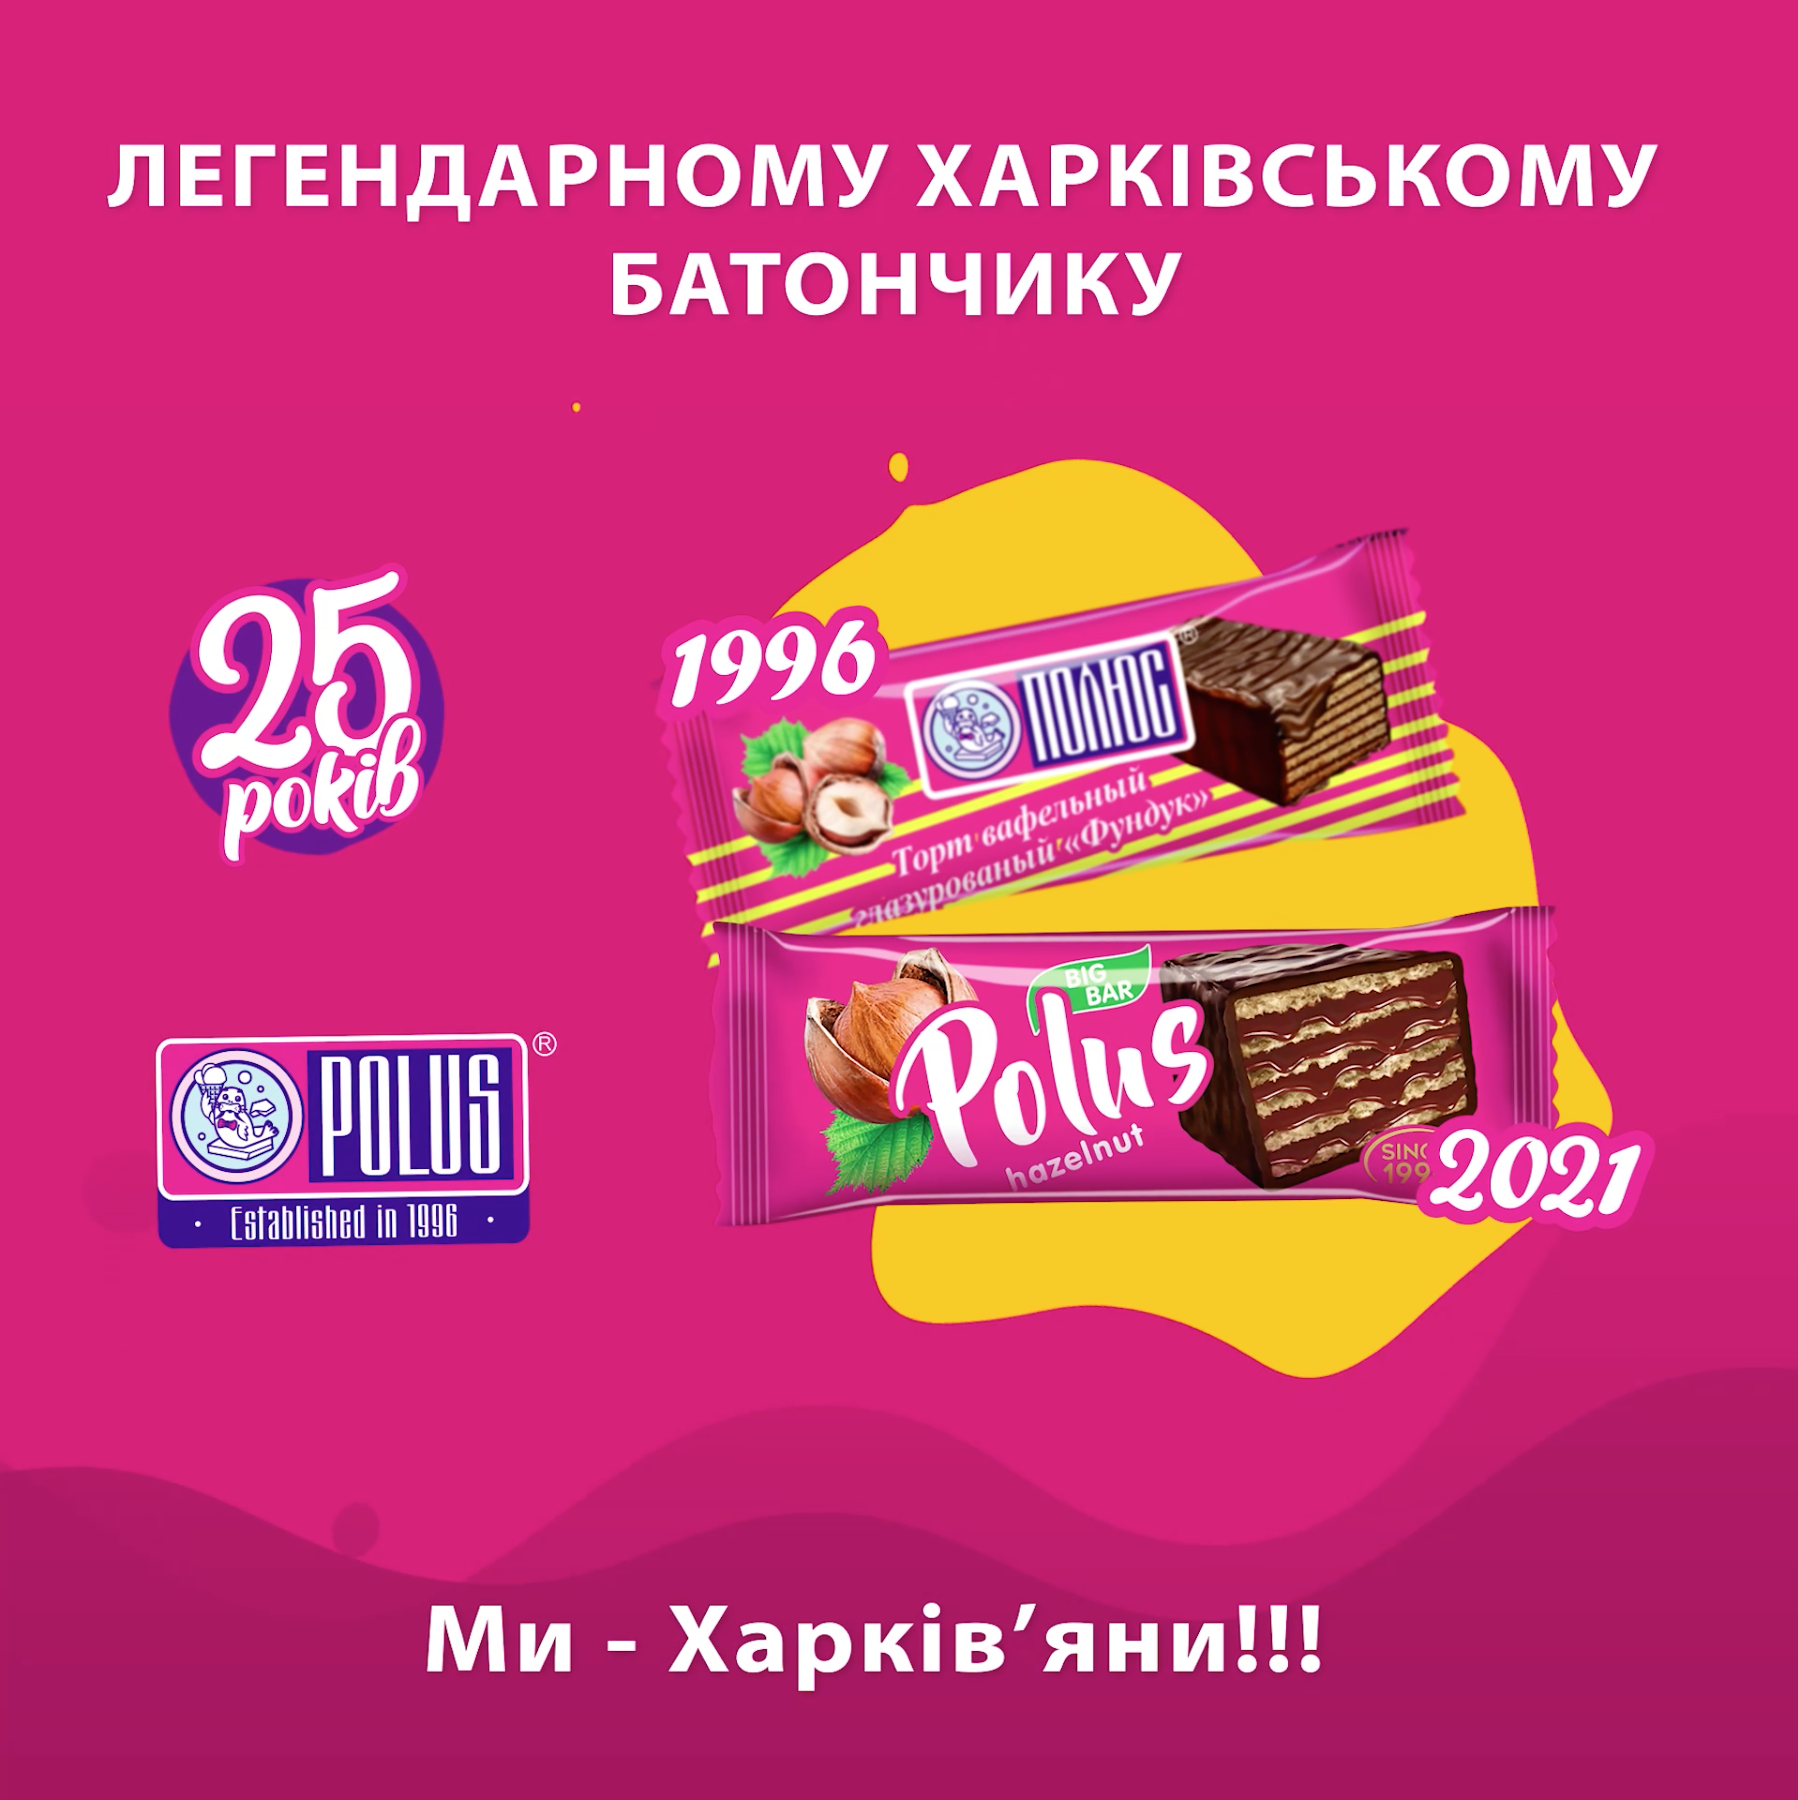 ЛЕГЕНДАРНОМУ ХАРКІВСЬКОМУ
БАТОНЧИКУ
25
років
1996
ПОЛЮС
®
Торт вафельный
глазурованый «Фундук»
BIG
BAR
Polus
hazelnut
2021
POLUS
®
· Established in 1996 ·
Ми - Харків’яни!!!